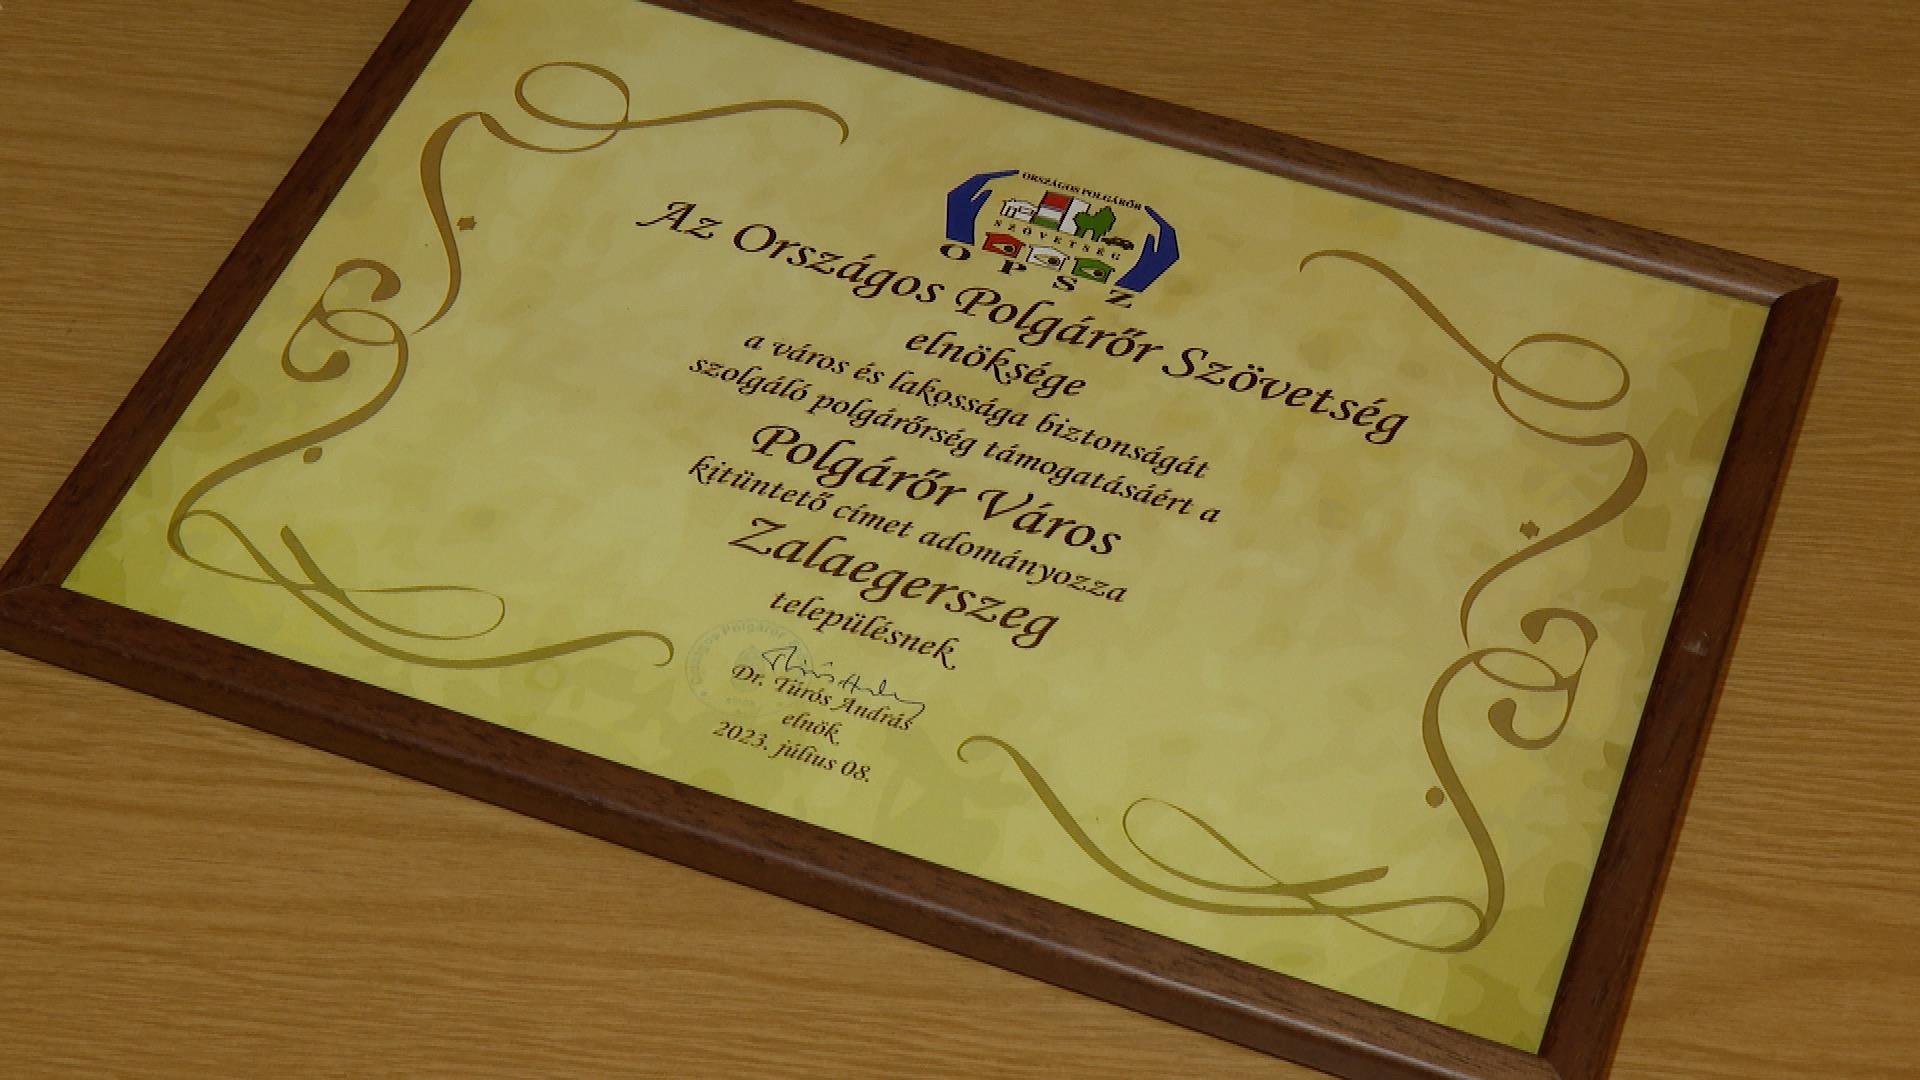 ORSZÁGOS POLGÁRŐR
SZÖVETSÉG
OPSZ
Az Országos Polgárőr Szövetség
elnöksége
a város és lakossága biztonságát
szolgáló polgárőrség támogatásáért a
Polgárőr Város
kitüntető címet adományozza
Zalaegerszeg
településnek
Dr. Túrós András
elnök
2023. július 08.